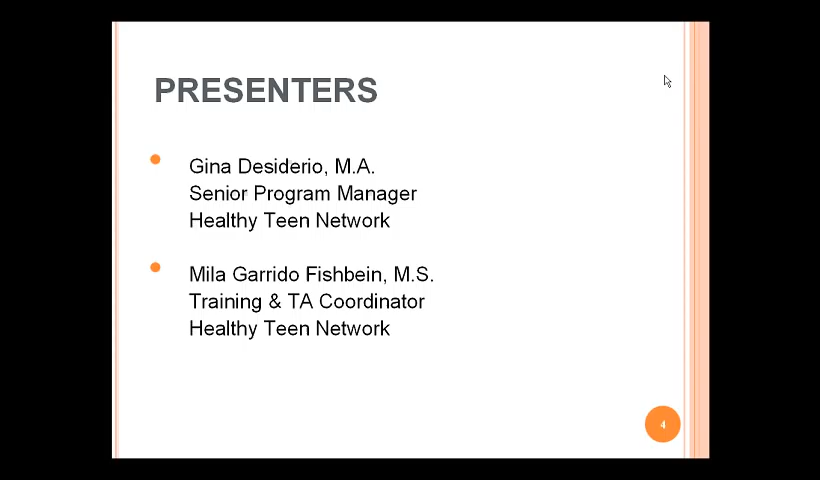 PRESENTERS
Gina Desiderio, M.A.
Senior Program Manager
Healthy Teen Network
Mila Garrido Fishbein, M.S.
Training & TA Coordinator
Healthy Teen Network
4